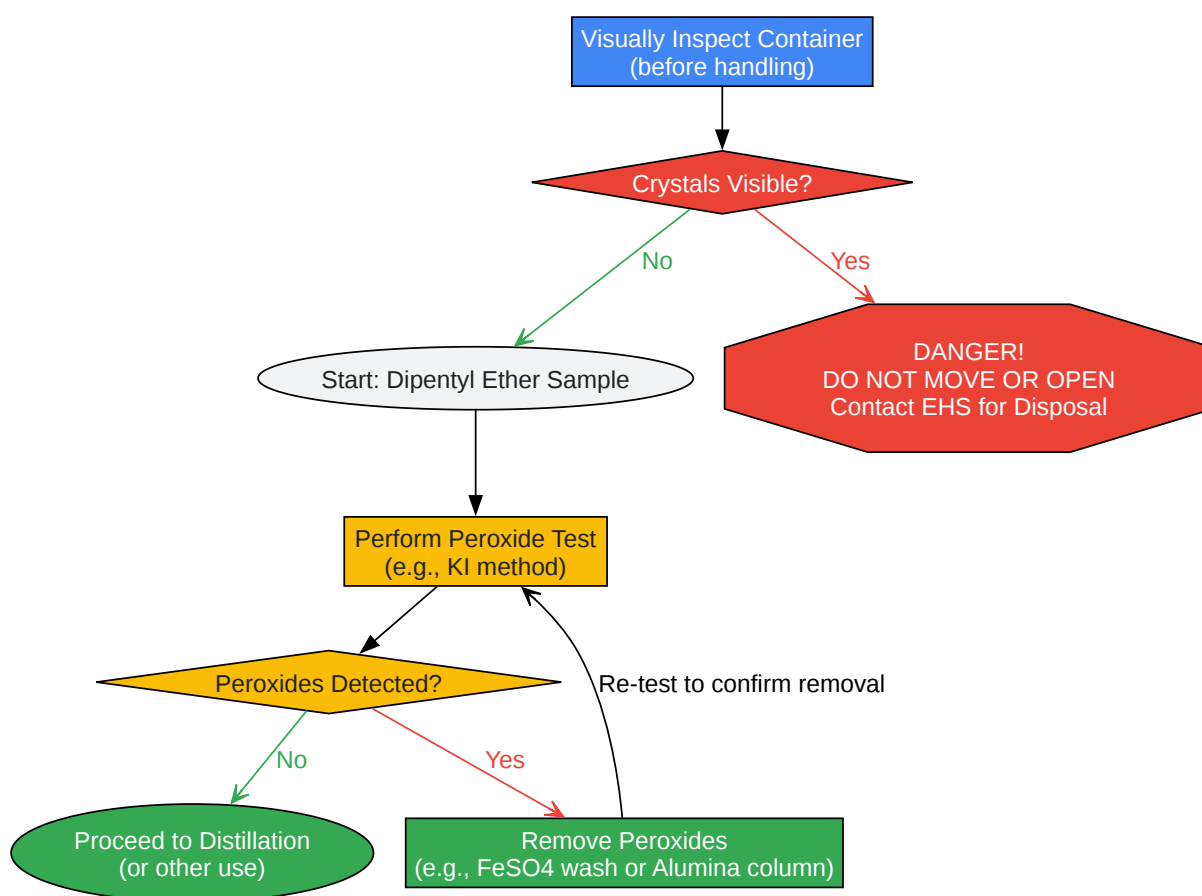 Visually Inspect Container
(before handling)
Crystals Visible?
No
Yes
DANGER!
DO NOT MOVE OR OPEN
Contact EHS for Disposal
Start: Dipentyl Ether Sample
Perform Peroxide Test
(e.g., KI method)
Peroxides Detected?
Re-test to confirm removal
No
Yes
Proceed to Distillation
(or other use)
Remove Peroxides
(e.g., FeSO4 wash or Alumina column)